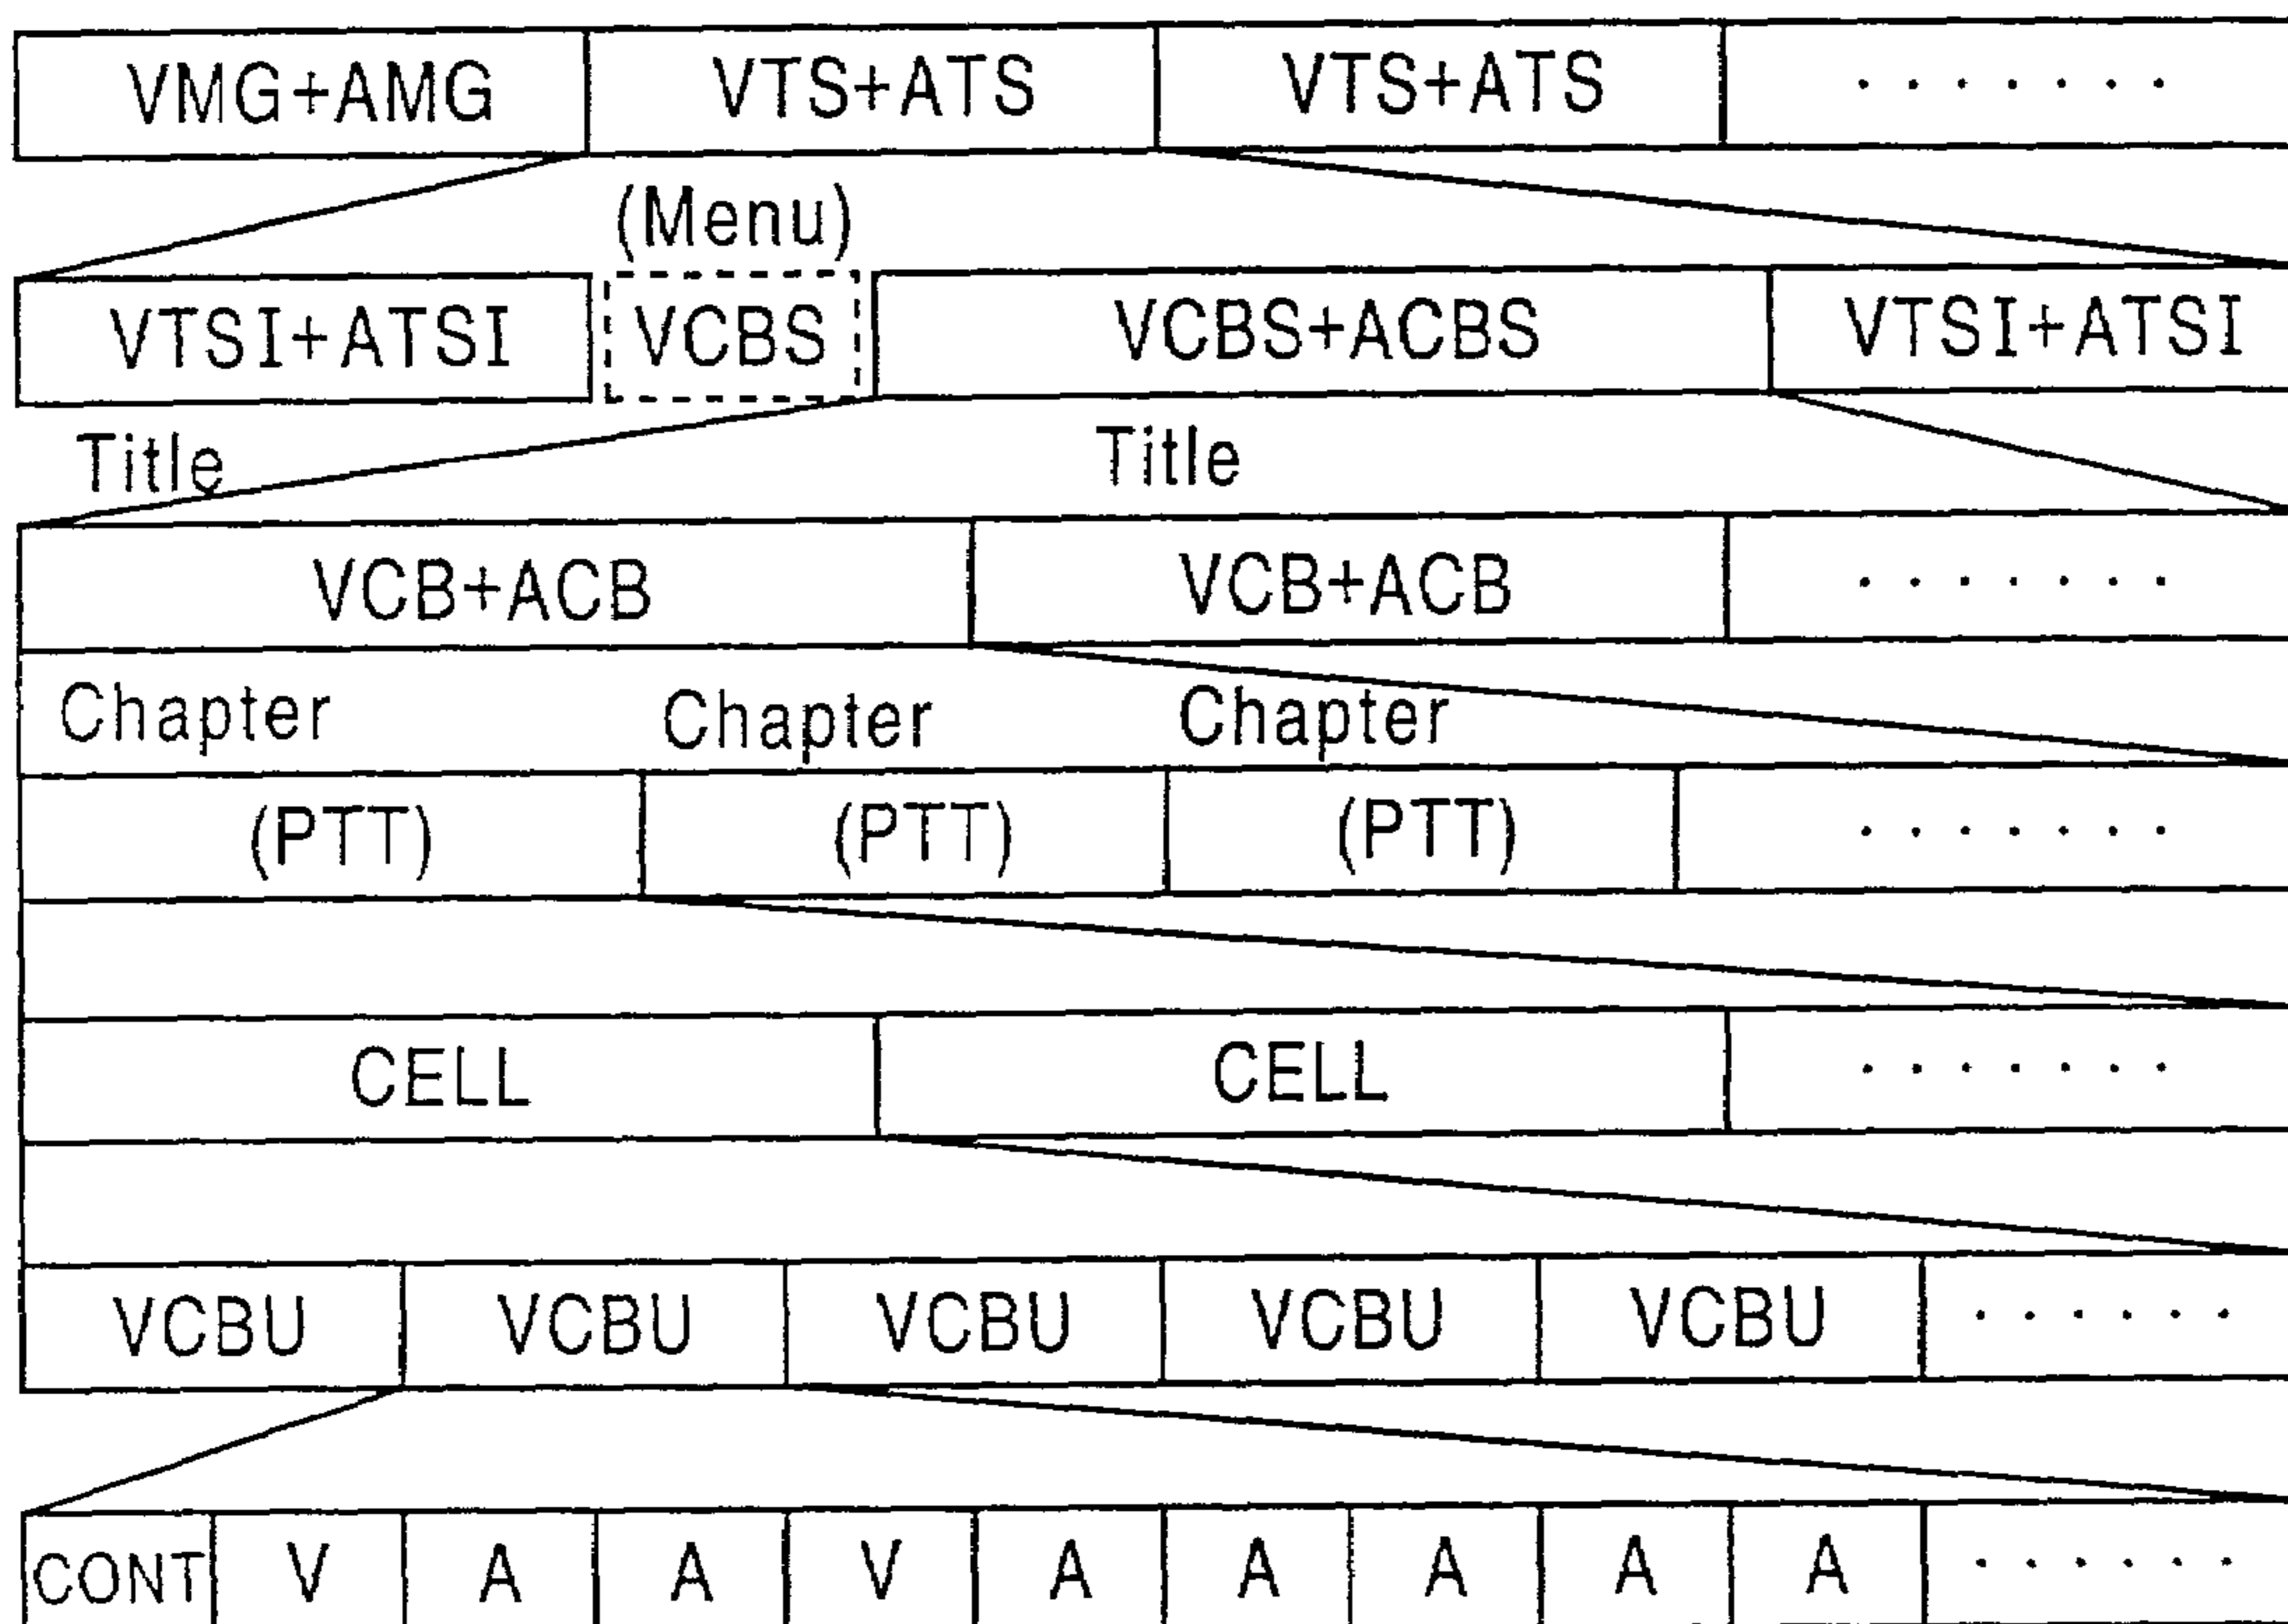 VMG+AMG VTS+ATS VTS+ATS .......
(Menu)
VTSI+ATSI VCBS VCBS+ACBS VTSI+ATSI
Title Title
VCB+ACB VCB+ACB .......
Chapter Chapter Chapter
(PTT) (PTT) (PTT) .......
CELL CELL .......
VCBU VCBU VCBU VCBU VCBU ......
CONT V A A V A A A A A ......